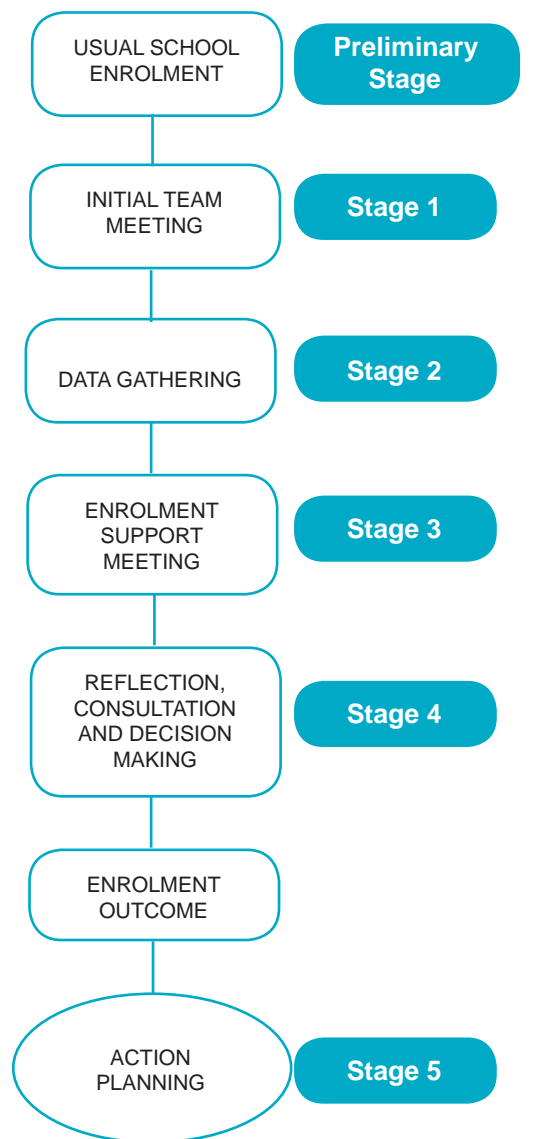 USUAL SCHOOL
ENROLMENT
Preliminary
Stage
INITIAL TEAM
MEETING
Stage 1
DATA GATHERING
Stage 2
ENROLMENT
SUPPORT
MEETING
Stage 3
REFLECTION,
CONSULTATION
AND DECISION
MAKING
Stage 4
ENROLMENT
OUTCOME
ACTION
PLANNING
Stage 5